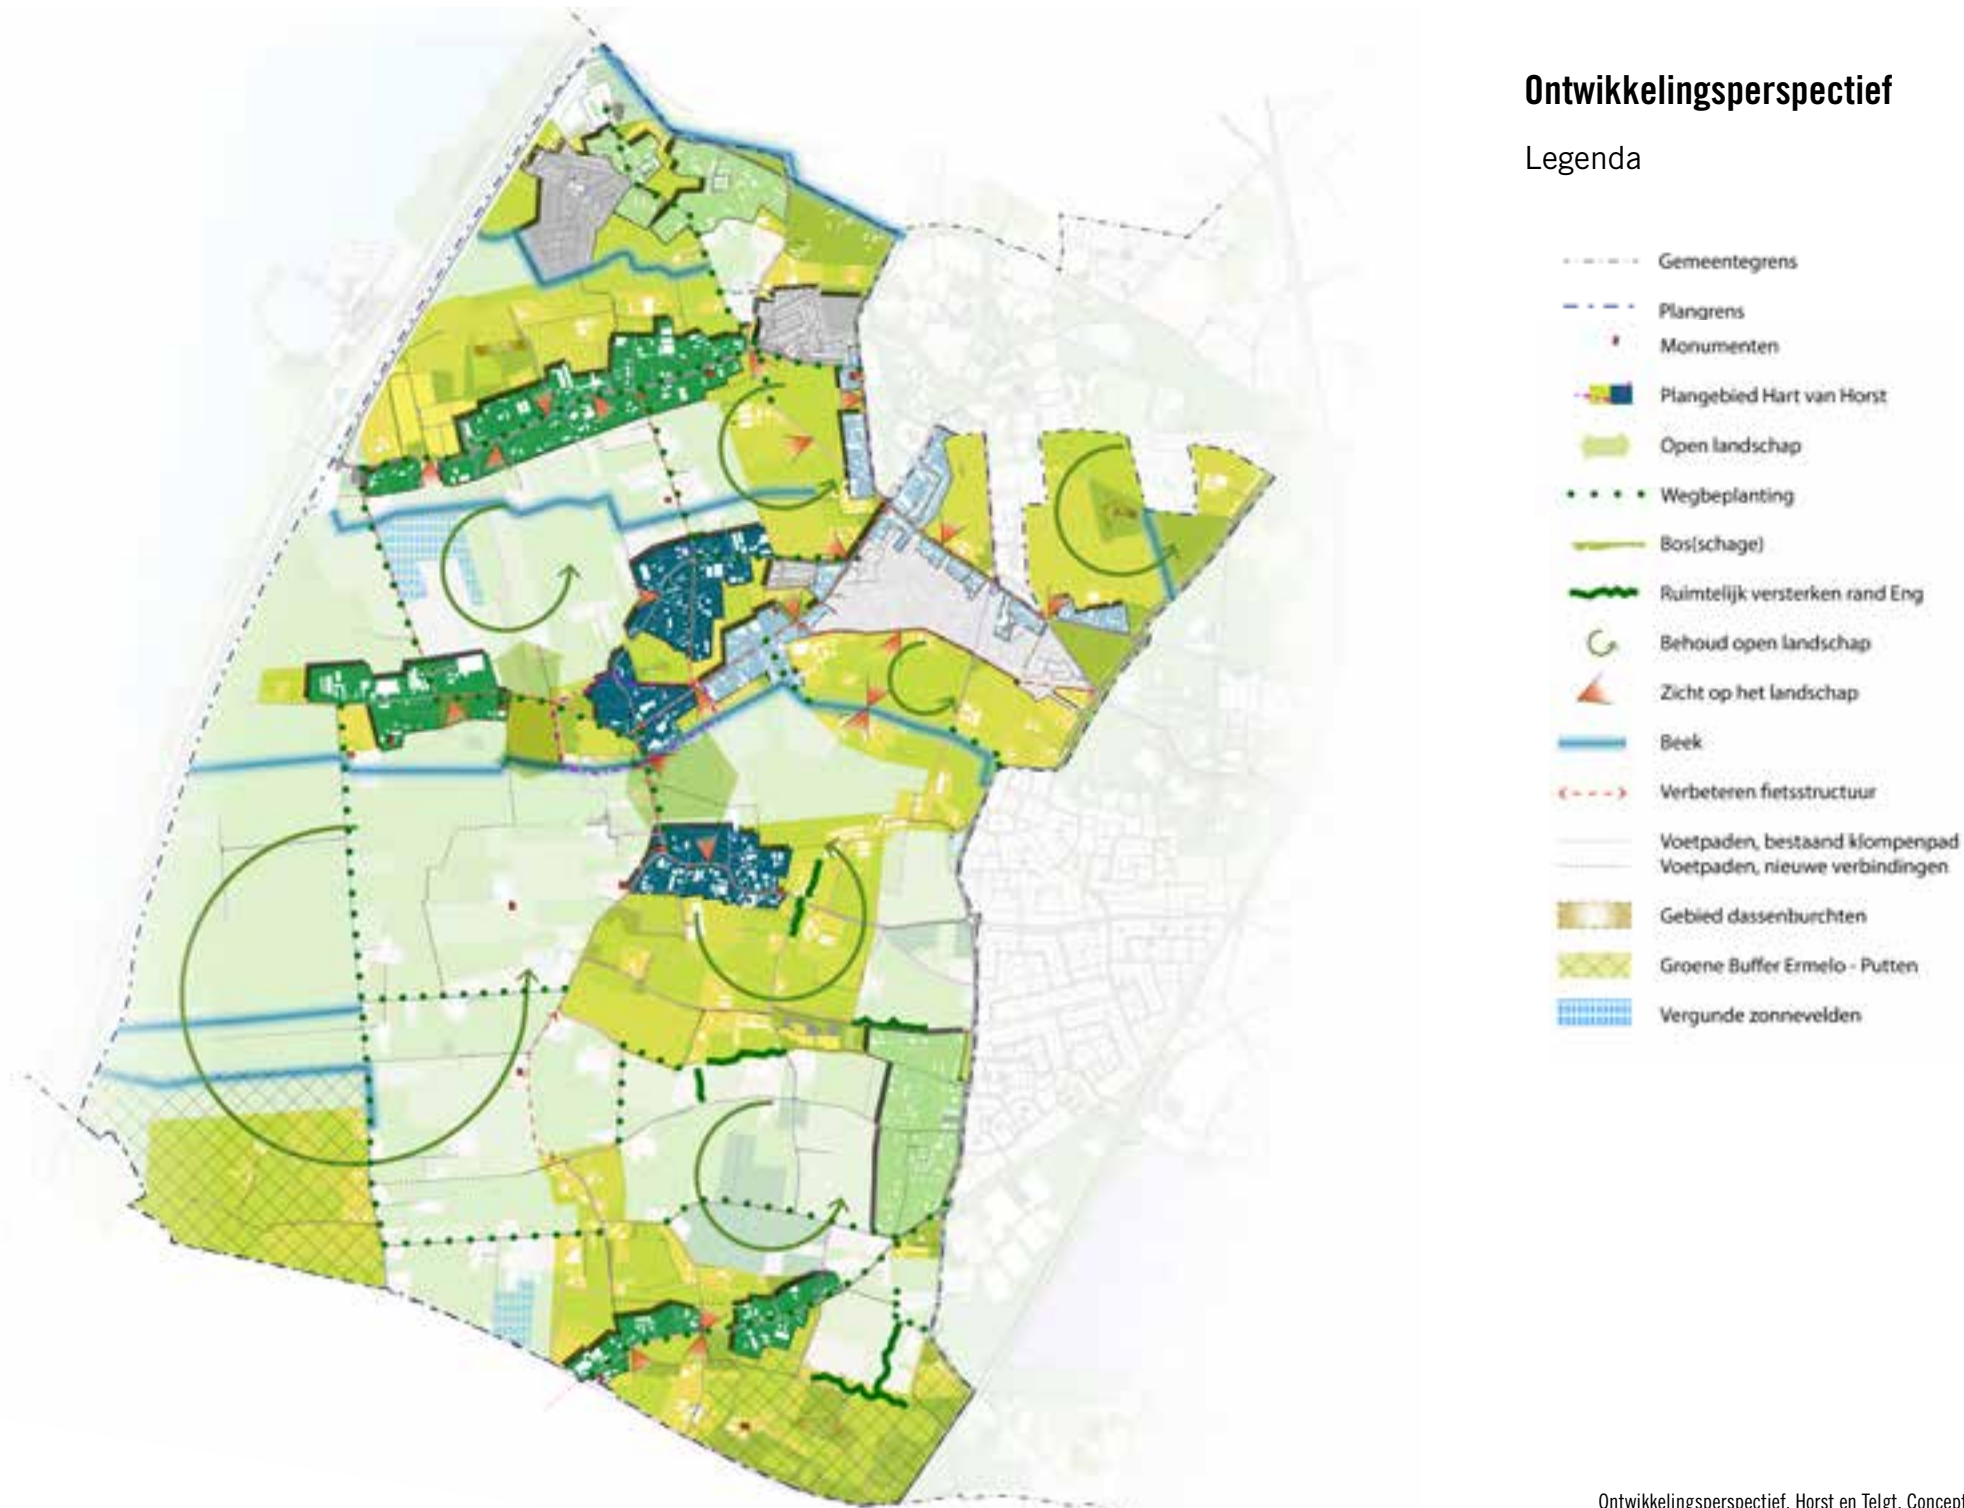 Ontwikkelingsperspectief
Legenda
Gemeentegrens
Plangrens
Monumenten
Plangebied Hart van Horst
Open landschap
Wegbeplanting
Bos(schage)
Ruimtelijk versterken rand Eng
Behoud open landschap
Zicht op het landschap
Beek
Verbeteren fietsstructuur
Voetpaden, bestaand klompenpad
Voetpaden, nieuwe verbindingen
Gebied dassenburchten
Groene Buffer Ermelo - Putten
Vergunde zonnevelden
Ontwikkelingsperspectief. Horst en Telgt. Concept